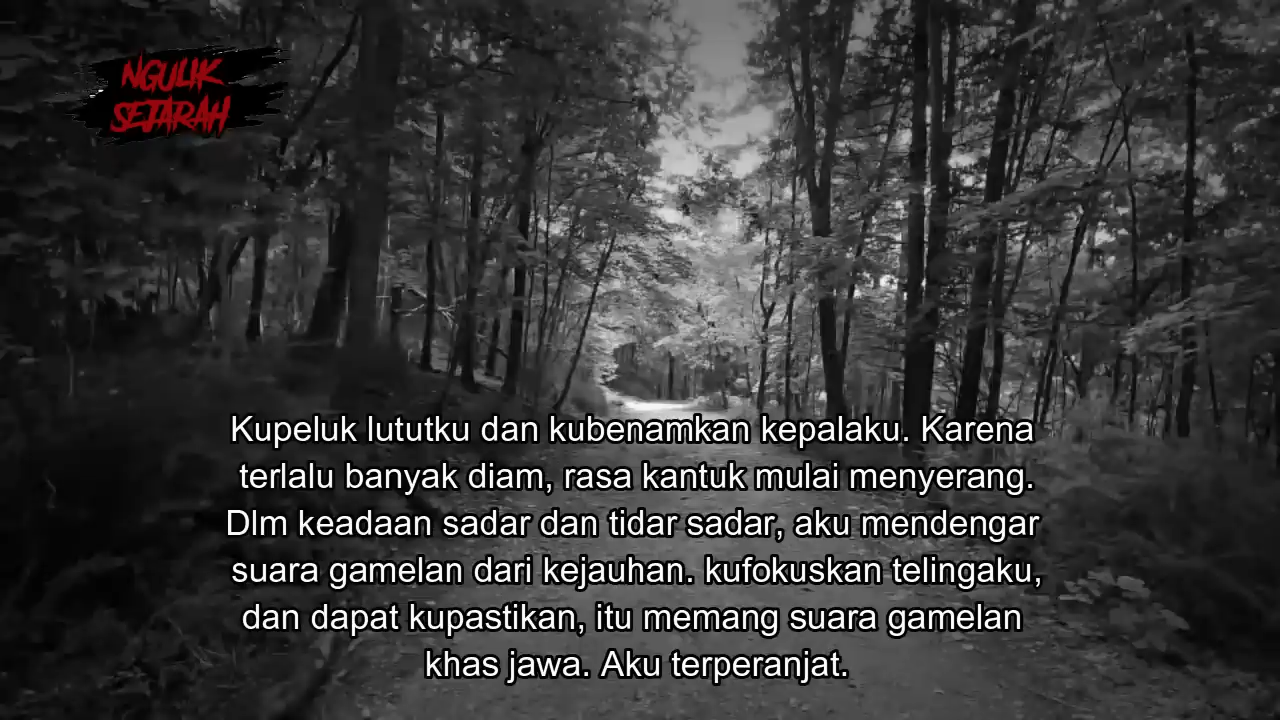 NGULIK
SEJARAH
Kupeluk lututku dan kubenamkan kepalaku. Karena
terlalu banyak diam, rasa kantuk mulai menyerang.
Dlm keadaan sadar dan tidar sadar, aku mendengar
suara gamelan dari kejauhan. kufokuskan telingaku,
dan dapat kupastikan, itu memang suara gamelan
khas jawa. Aku terperanjat.